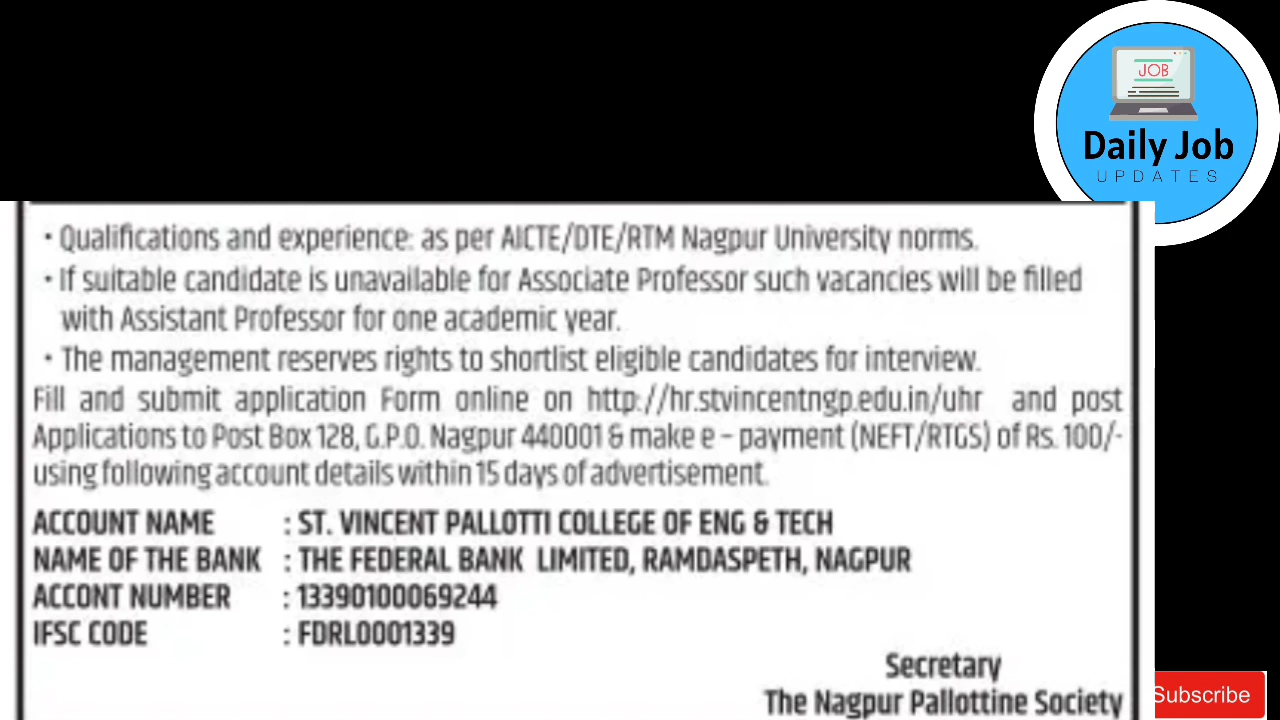 JOB
Daily Job
UPDATES
• Qualifications and experience: as per AICTE/DTE/RTM Nagpur University norms.
• If suitable candidate is unavailable for Associate Professor such vacancies will be filled
with Assistant Professor for one academic year.
• The management reserves rights to shortlist eligible candidates for interview.
Fill and submit application Form online on http://hr.stvincentngp.edu.in/uhr and post
Applications to Post Box 128, G.P.O. Nagpur 440001 & make e – payment (NEFT/RTGS) of Rs. 100/-
using following account details within 15 days of advertisement.
ACCOUNT NAME : ST. VINCENT PALLOTTI COLLEGE OF ENG & TECH
NAME OF THE BANK : THE FEDERAL BANK LIMITED, RAMDASPETH, NAGPUR
ACCONT NUMBER : 13390100069244
IFSC CODE : FDRL0001339
Secretary
The Nagpur Pallottine Society
Subscribe